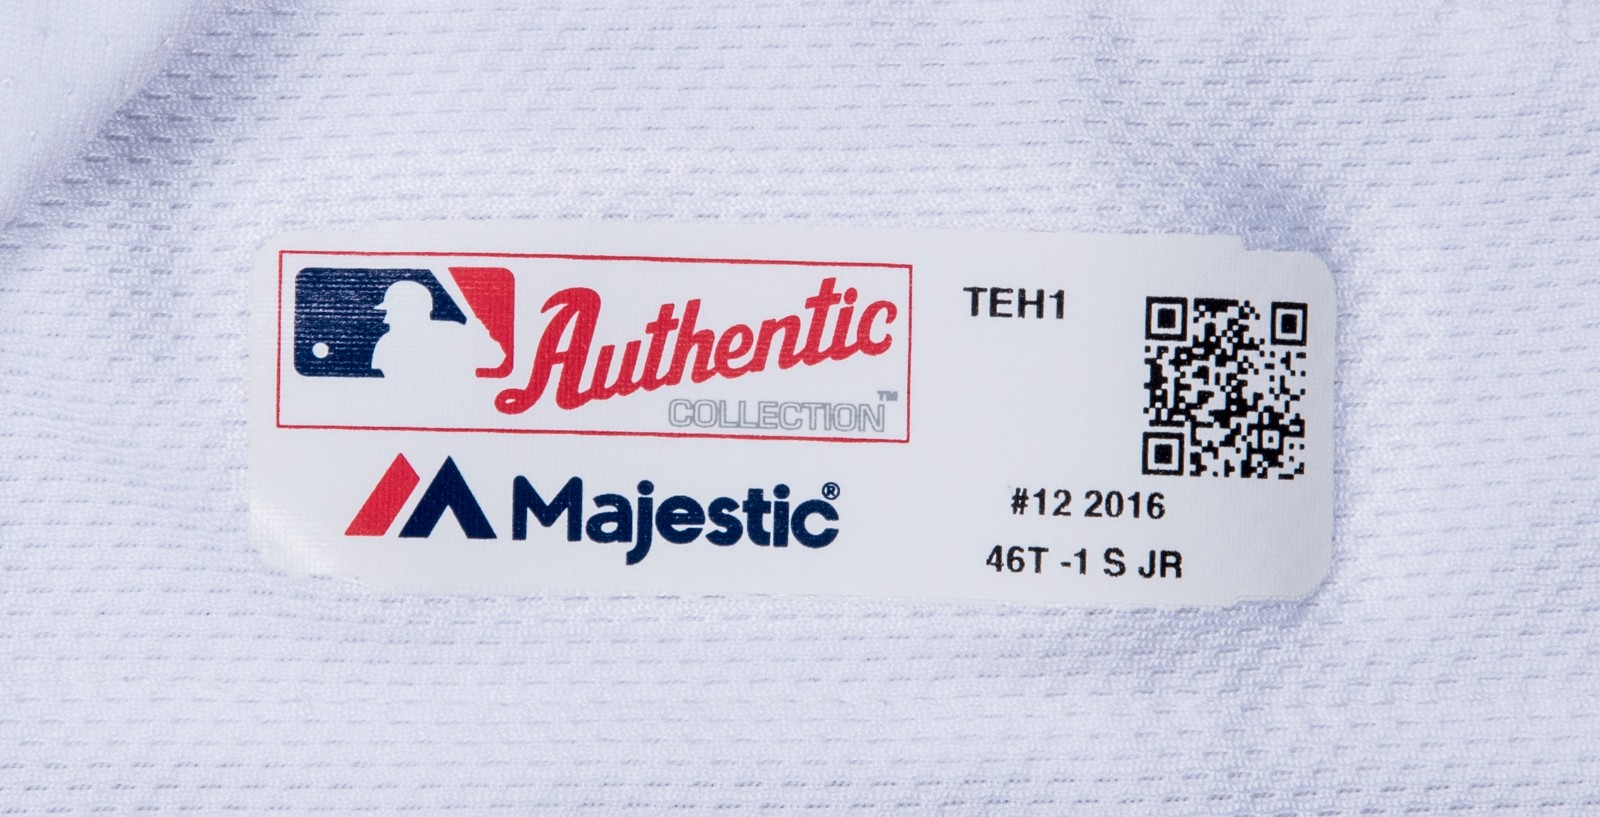 Authentic
COLLECTION™
Majestic®
TEH1
#12 2016
46T -1 S JR